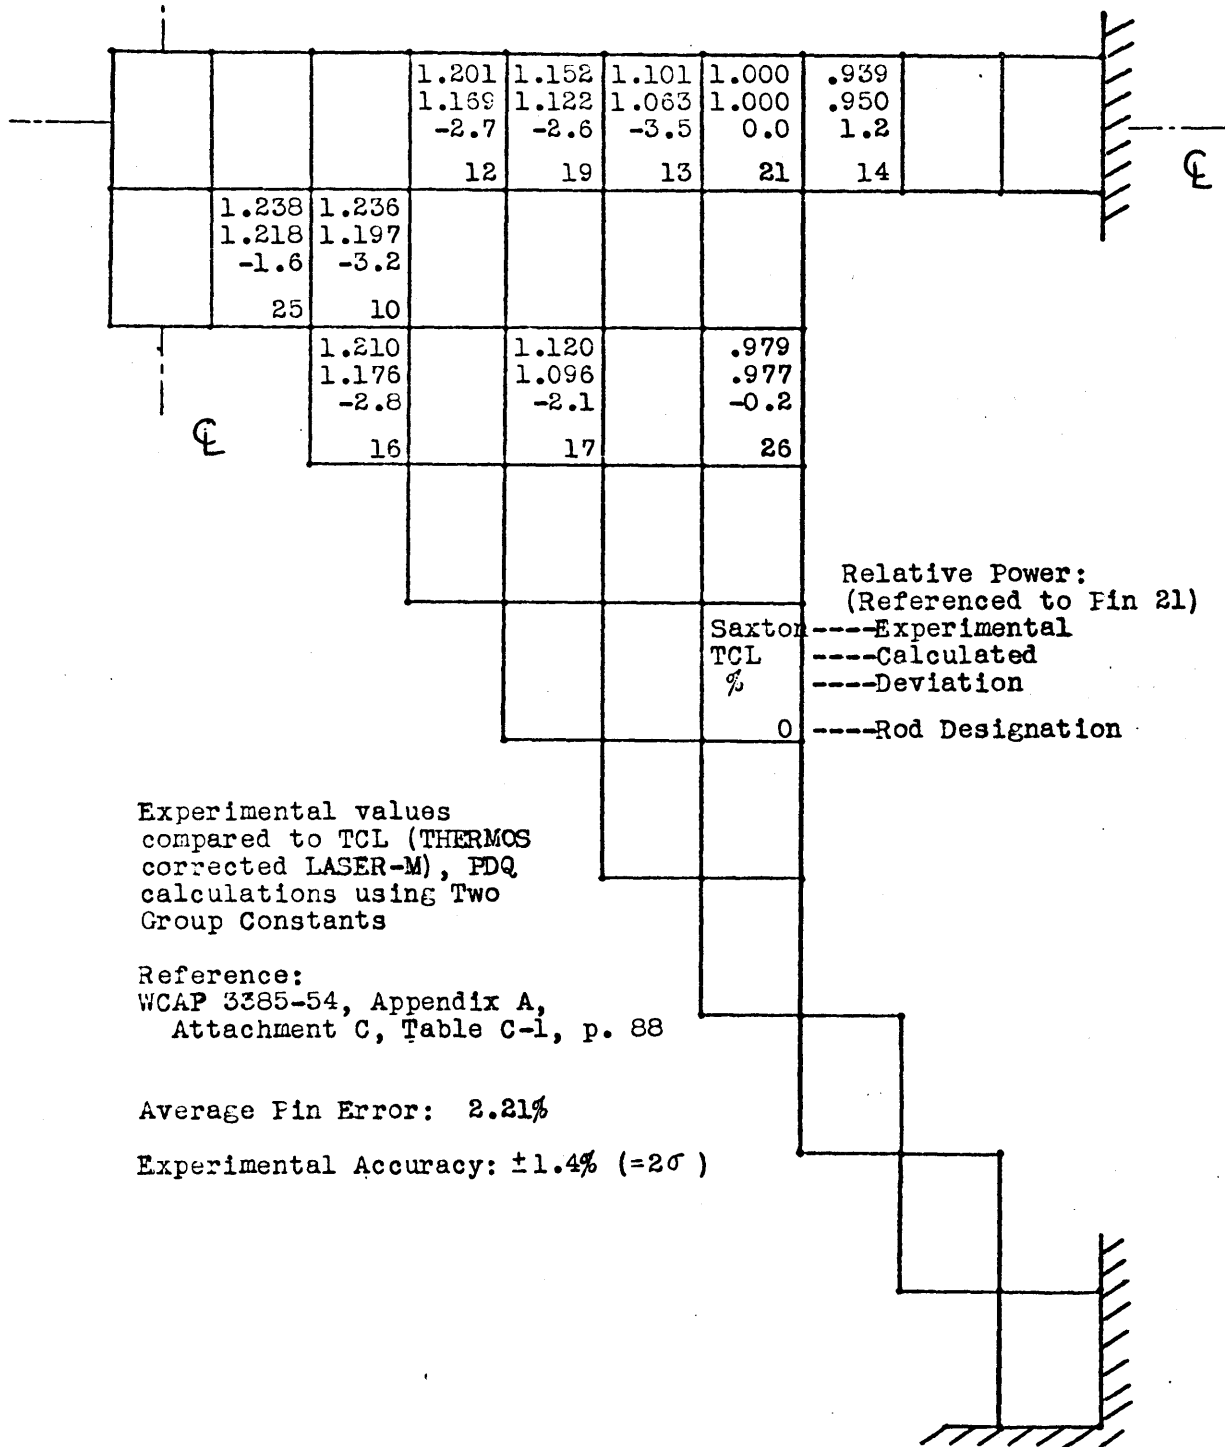 1.201 1.152 1.101 1.000 .939
1.169 1.122 1.063 1.000 .950
-2.7 -2.6 -3.5 0.0 1.2
12 19 13 21 14
℄
1.238 1.236
1.218 1.197
-1.6 -3.2
25 10
1.210 1.120 .979
1.176 1.096 .977
-2.8 -2.1 -0.2
16 17 26
℄
Relative Power:
(Referenced to Pin 21)
Saxton----Experimental
TCL ----Calculated
% ----Deviation
0 ----Rod Designation
Experimental values
compared to TCL (THERMOS
corrected LASER-M), PDQ
calculations using Two
Group Constants
Reference:
WCAP 3385-54, Appendix A,
Attachment C, Table C-1, p. 88
Average Pin Error: 2.21%
Experimental Accuracy: ±1.4% (=2σ )